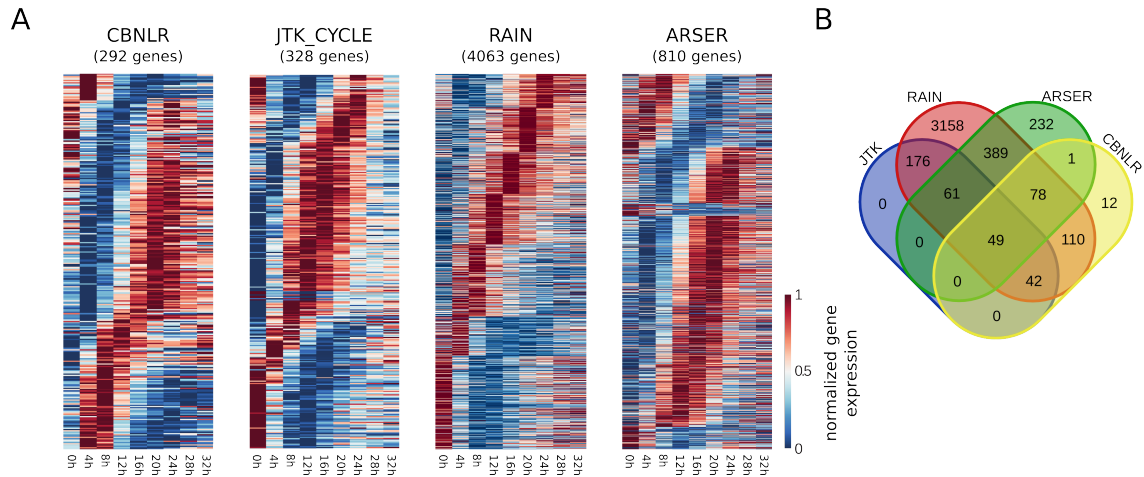 A
B
CBNLR
(292 genes)
JTK_CYCLE
(328 genes)
RAIN
(4063 genes)
ARSER
(810 genes)
0h 4h 8h 12h 16h 20h 24h 28h 32h
0h 4h 8h 12h 16h 20h 24h 28h 32h
0h 4h 8h 12h 16h 20h 24h 28h 32h
0h 4h 8h 12h 16h 20h 24h 28h 32h
1
0.5
0
normalized gene
expression
RAIN
ARSER
JTK
CBNLR
3158
232
176
389
1
0
61
78
12
0
49
110
0
42
0